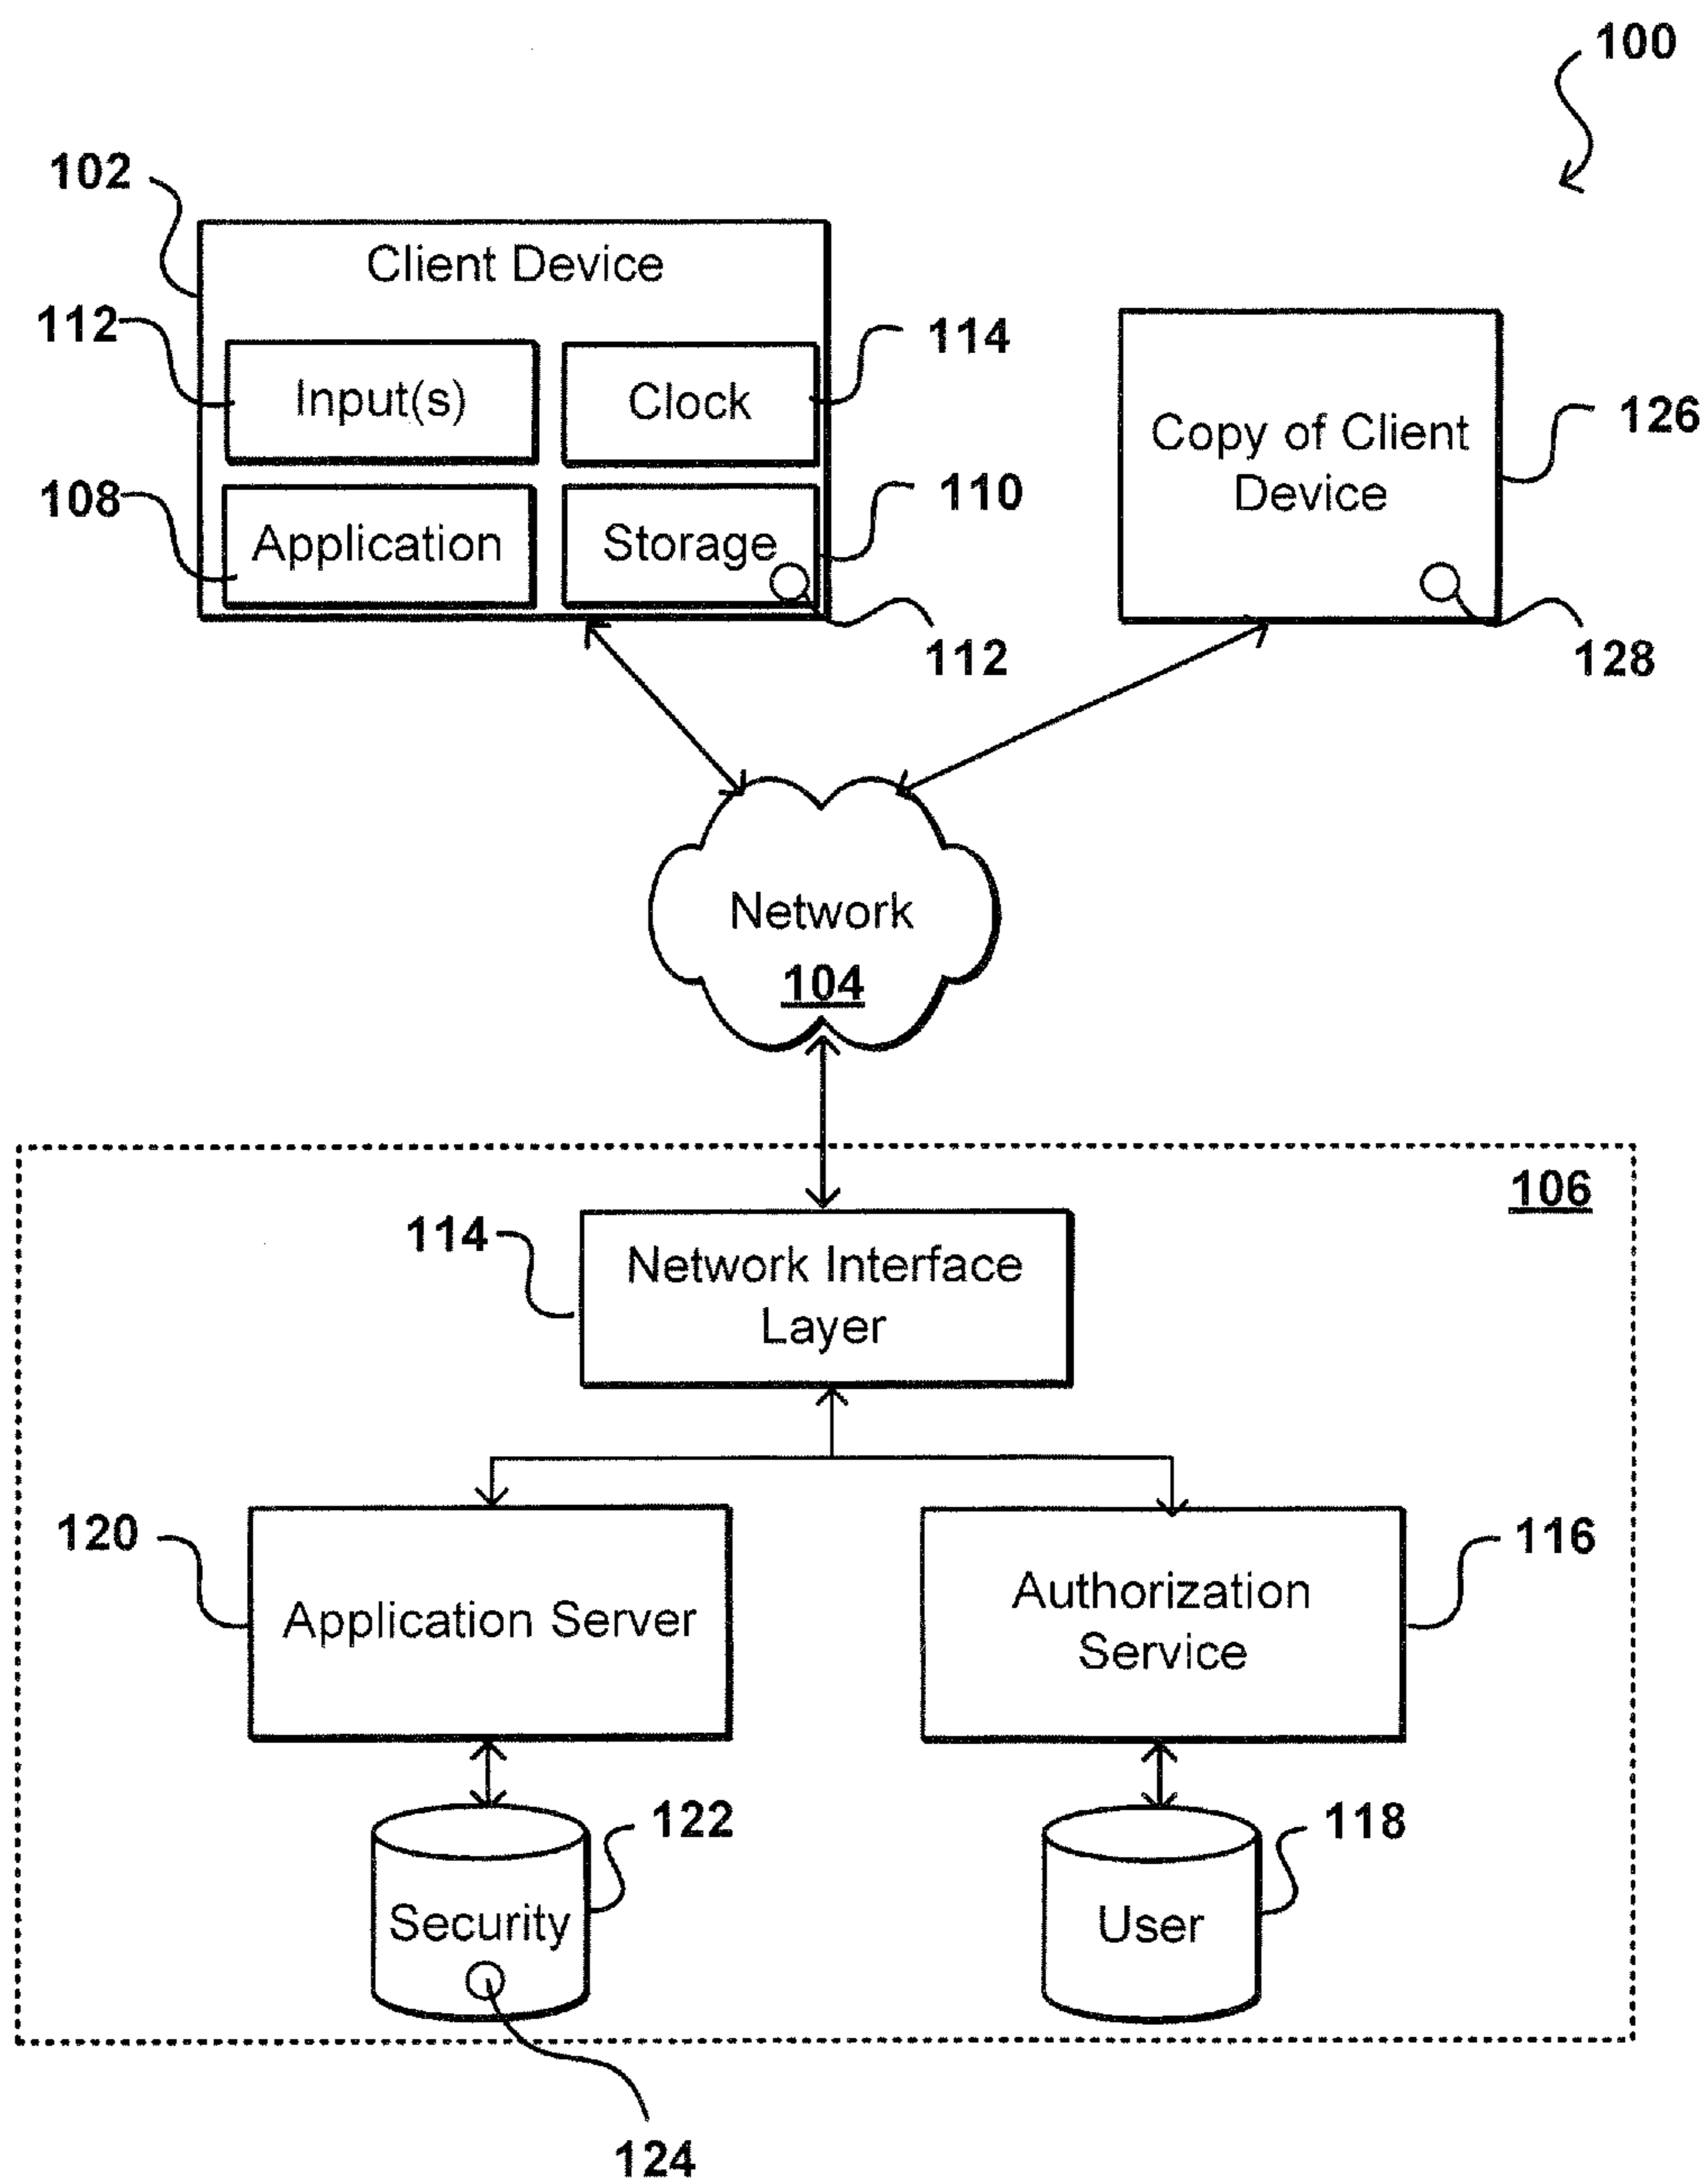 100
102
Client Device
112
Input(s)
Clock
114
108
Application
Storage
110
112
Copy of Client
Device
126
128
Network
104
106
114
Network Interface
Layer
120
Application Server
Authorization
Service
116
Security
122
User
118
124